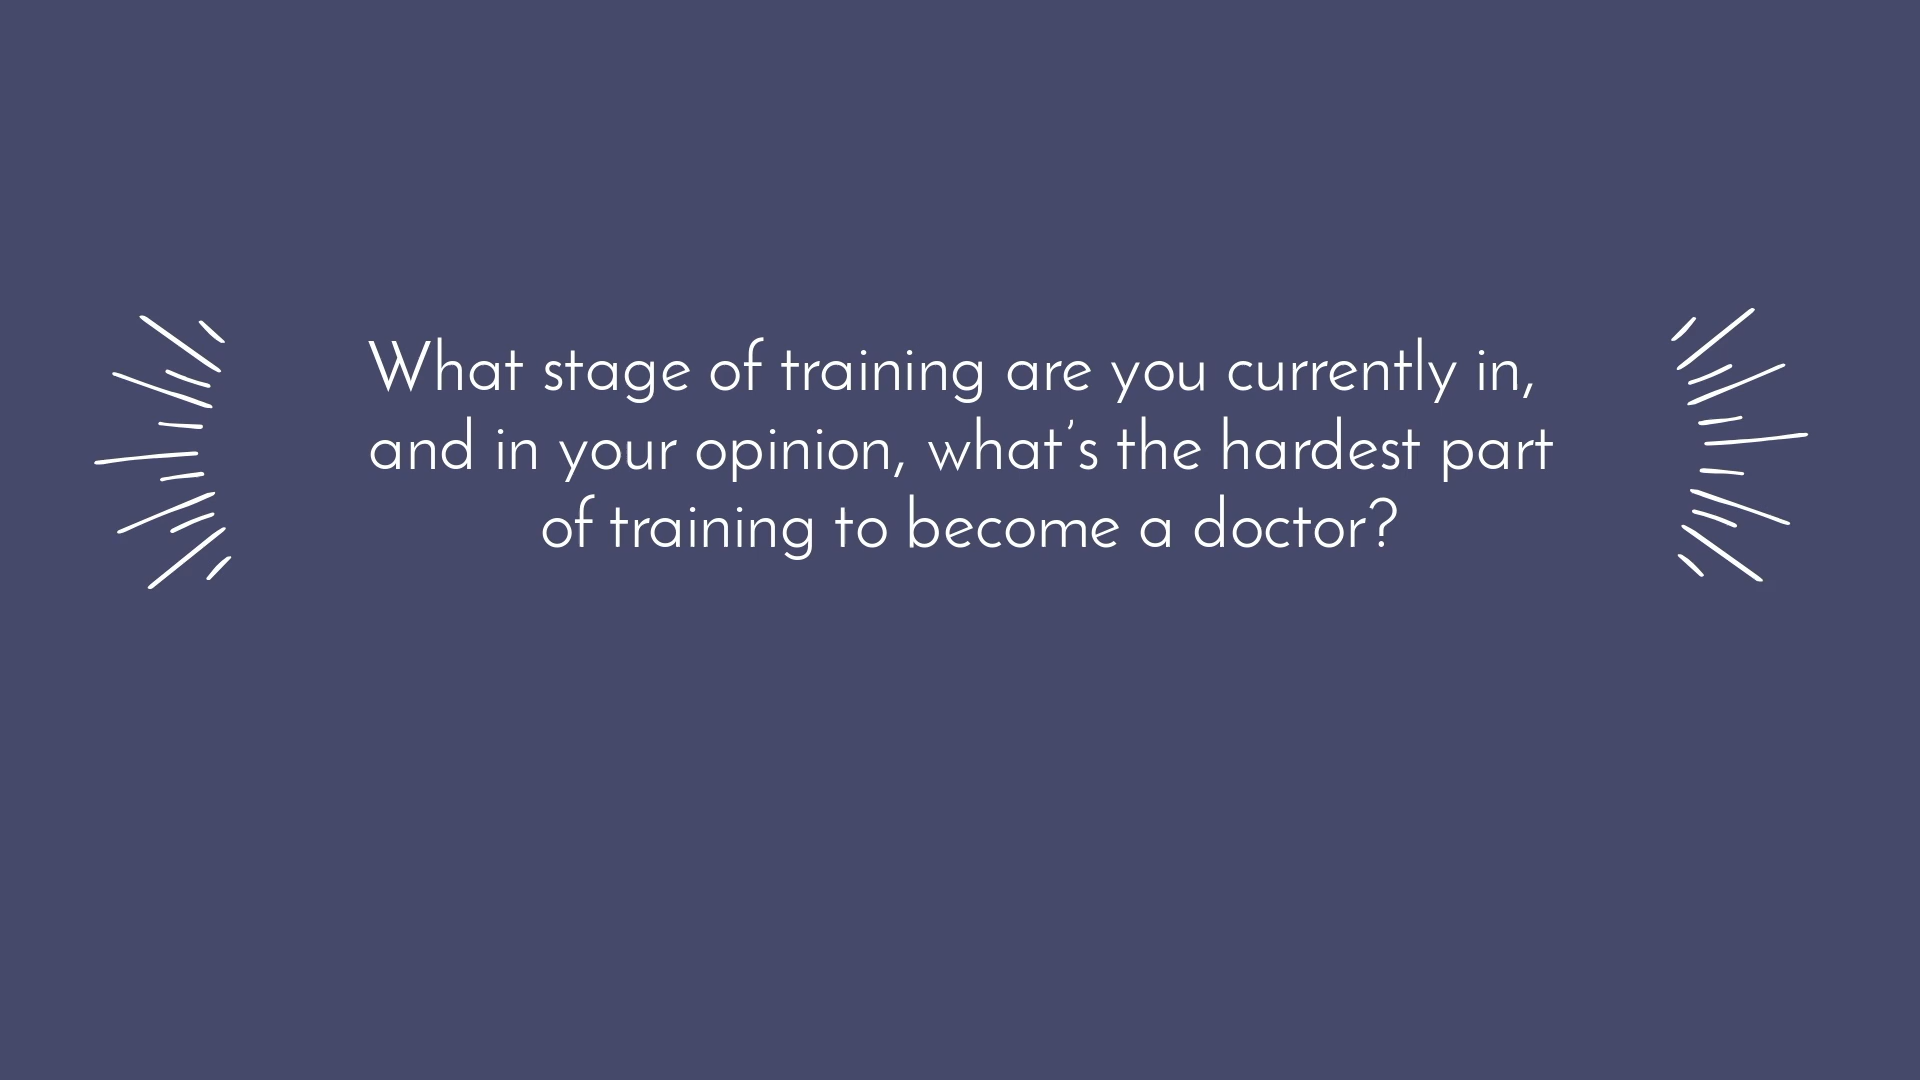 What stage of training are you currently in,
and in your opinion, what’s the hardest part
of training to become a doctor?